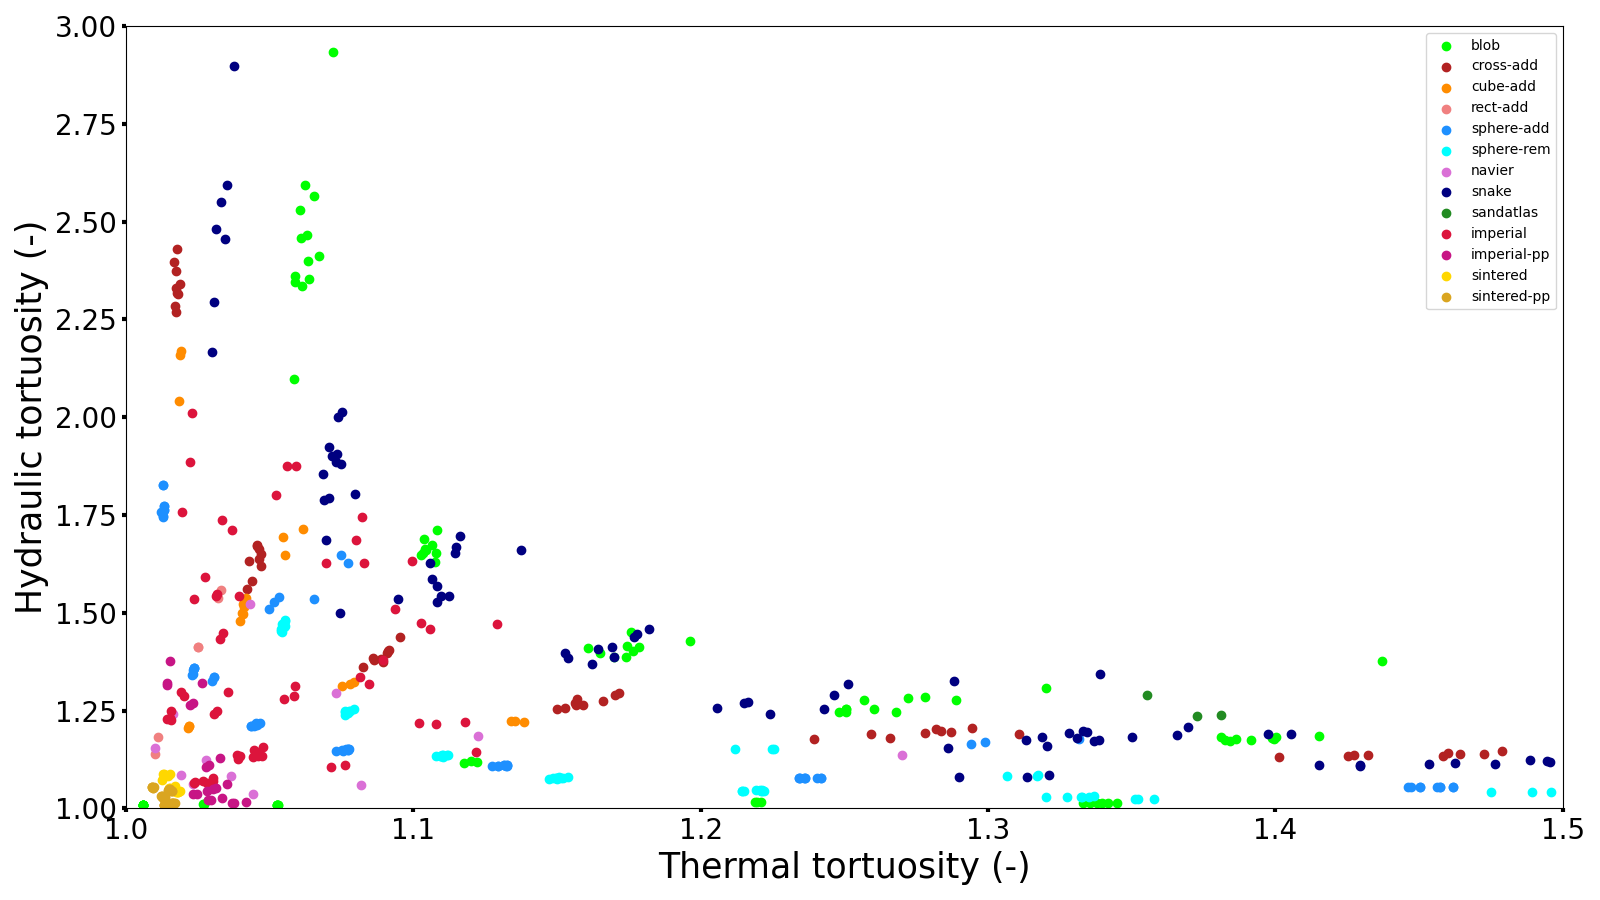 3.00
2.75
2.50
2.25
2.00
1.75
1.50
1.25
1.00
Hydraulic tortuosity (-)
blob
cross-add
cube-add
rect-add
sphere-add
sphere-rem
navier
snake
sandatlas
imperial
imperial-pp
sintered
sintered-pp
1.0 1.1 1.2 1.3 1.4 1.5
Thermal tortuosity (-)